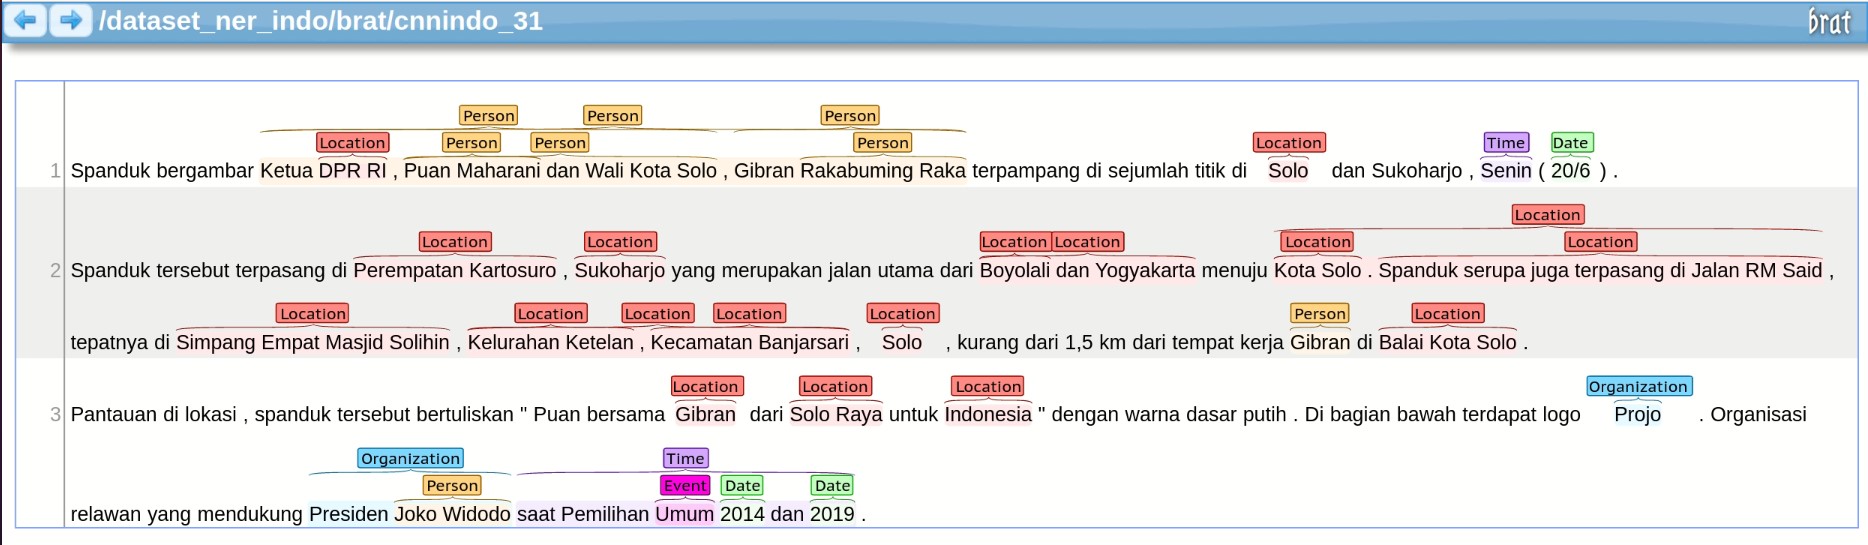 /dataset_ner_indo/brat/cnnindo_31 brat
Person Person Person
Location Person Person Person Location Time Date
1 Spanduk bergambar Ketua DPR RI , Puan Maharani dan Wali Kota Solo , Gibran Rakabuming Raka terpampang di sejumlah titik di Solo dan Sukoharjo , Senin ( 20/6 ) .
Location
Location Location Location Location Location Location
2 Spanduk tersebut terpasang di Perempatan Kartosuro , Sukoharjo yang merupakan jalan utama dari Boyolali dan Yogyakarta menuju Kota Solo . Spanduk serupa juga terpasang di Jalan RM Said ,
Location Location Location Location Location Person Location
tepatnya di Simpang Empat Masjid Solihin , Kelurahan Ketelan , Kecamatan Banjarsari , Solo , kurang dari 1,5 km dari tempat kerja Gibran di Balai Kota Solo .
Location Location Location Organization
3 Pantauan di lokasi , spanduk tersebut bertuliskan " Puan bersama Gibran dari Solo Raya untuk Indonesia " dengan warna dasar putih . Di bagian bawah terdapat logo Projo . Organisasi
Organization Time
Person Event Date Date
relawan yang mendukung Presiden Joko Widodo saat Pemilihan Umum 2014 dan 2019 .